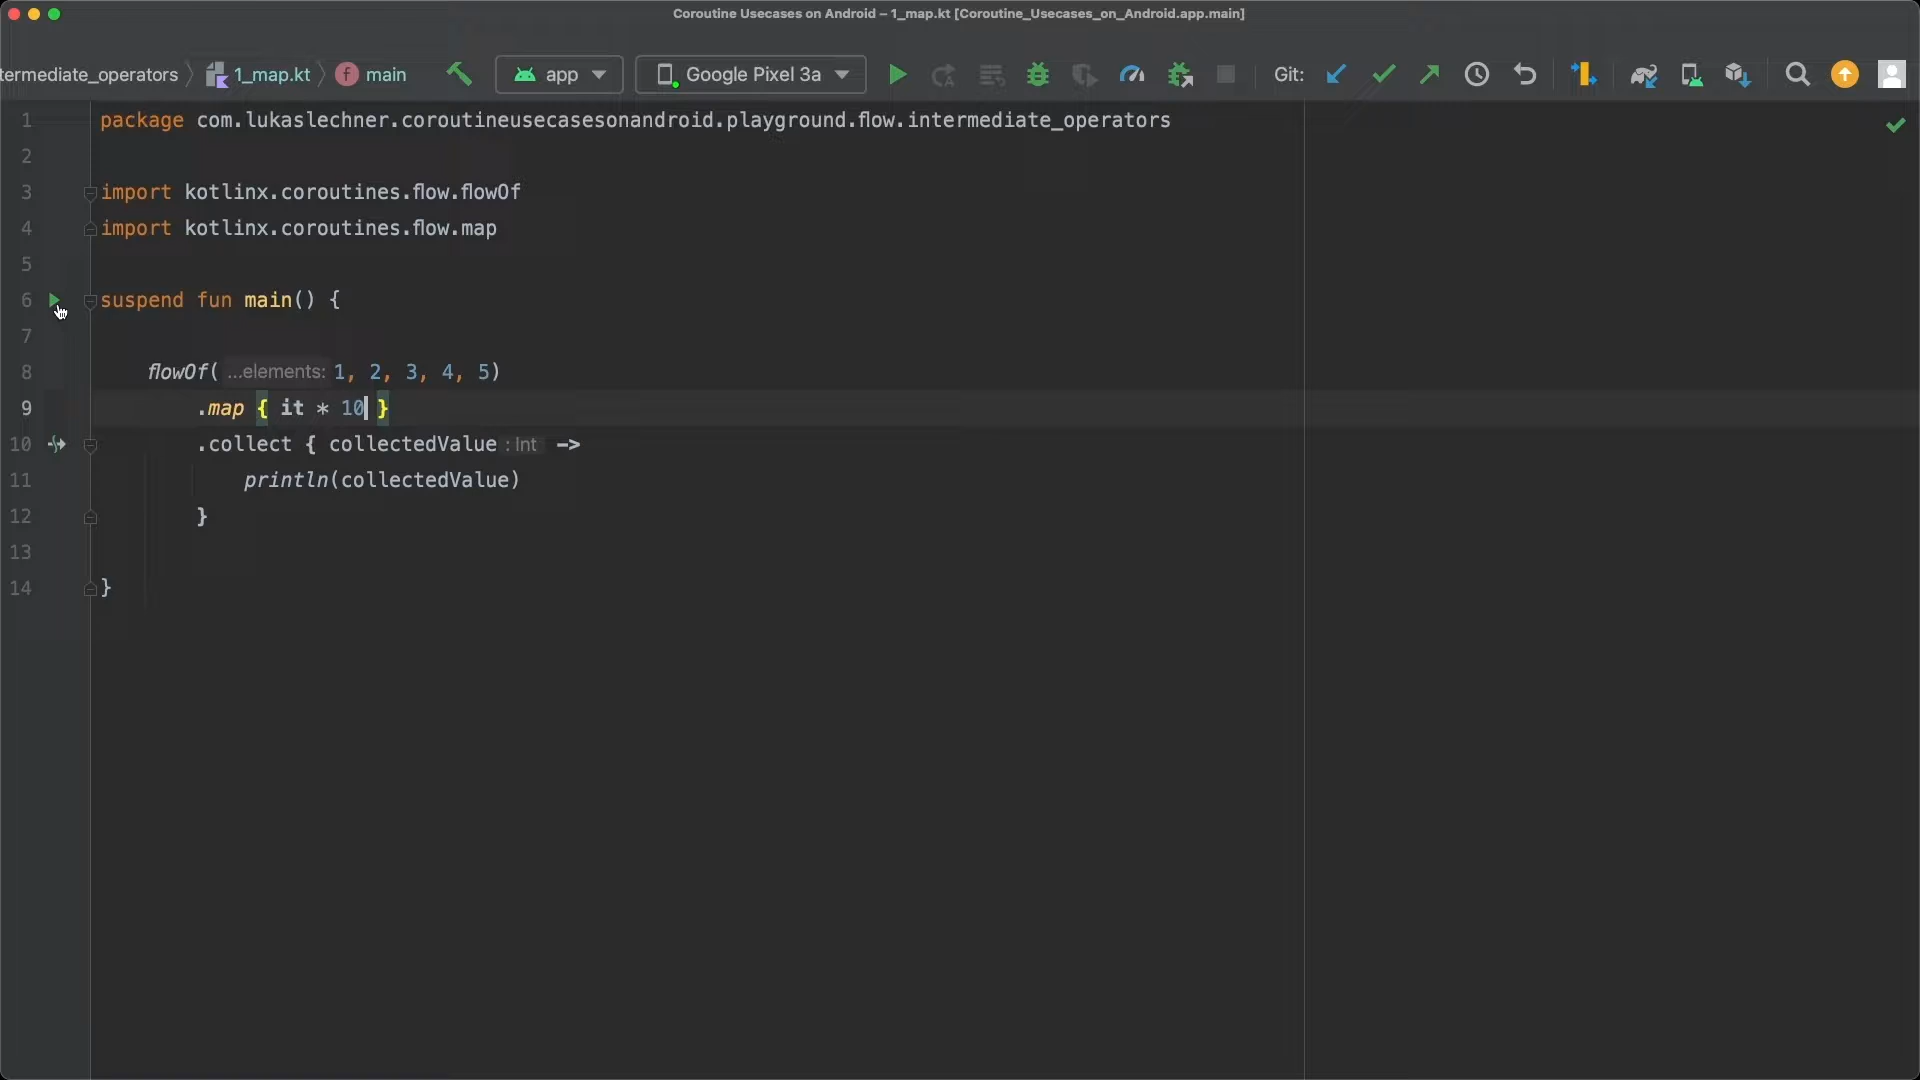 Coroutine Usecases on Android – 1_map.kt [Coroutine_Usecases_on_Android.app.main]
termediate_operators 1_map.kt f main app Google Pixel 3a Git:
1 package com.lukaslechner.coroutineusecasesonandroid.playground.flow.intermediate_operators
2
3 import kotlinx.coroutines.flow.flowOf
4 import kotlinx.coroutines.flow.map
5
6 suspend fun main() {
7
8 flowOf( ...elements: 1, 2, 3, 4, 5)
9 .map { it * 10 }
10 .collect { collectedValue : Int ->
11 println(collectedValue)
12 }
13
14 }